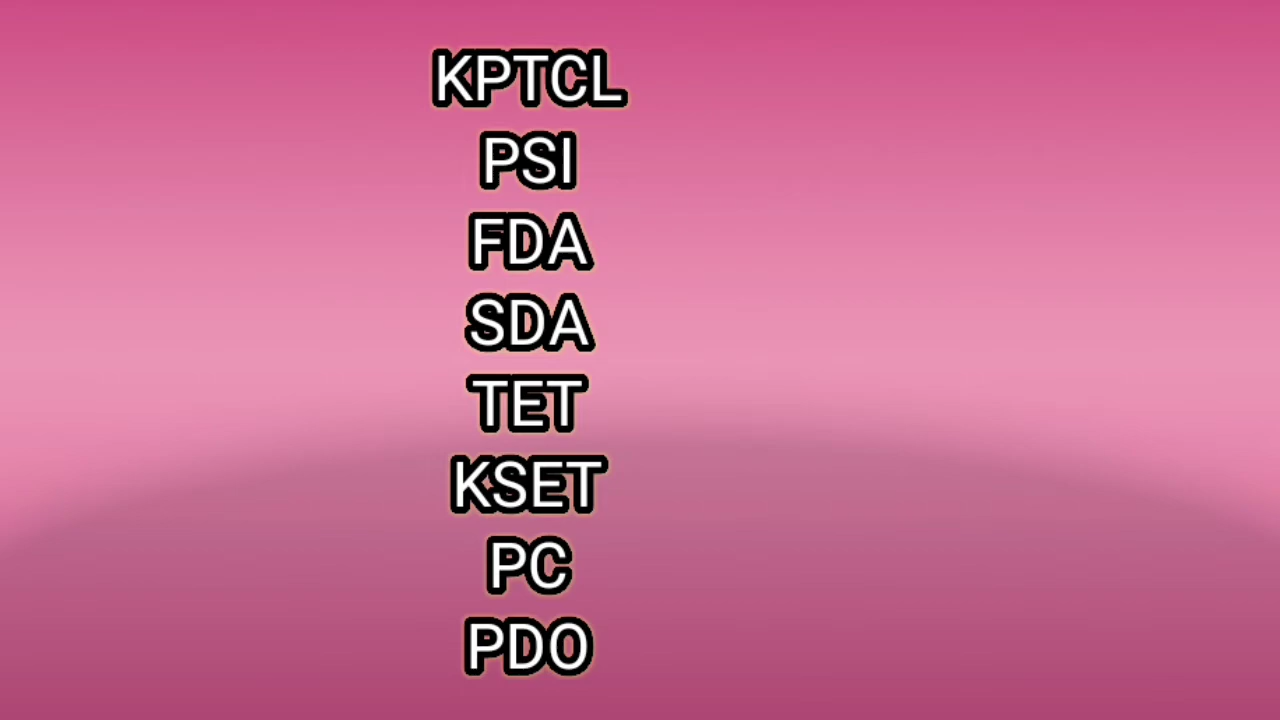 KPTCL
PSI
FDA
SDA
TET
KSET
PC
PDO